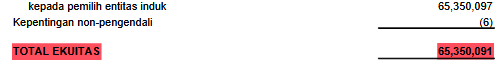 kepada pemilih entitas induk 65,350,097
Kepentingan non-pengendali (6)
TOTAL EKUITAS 65,350,091